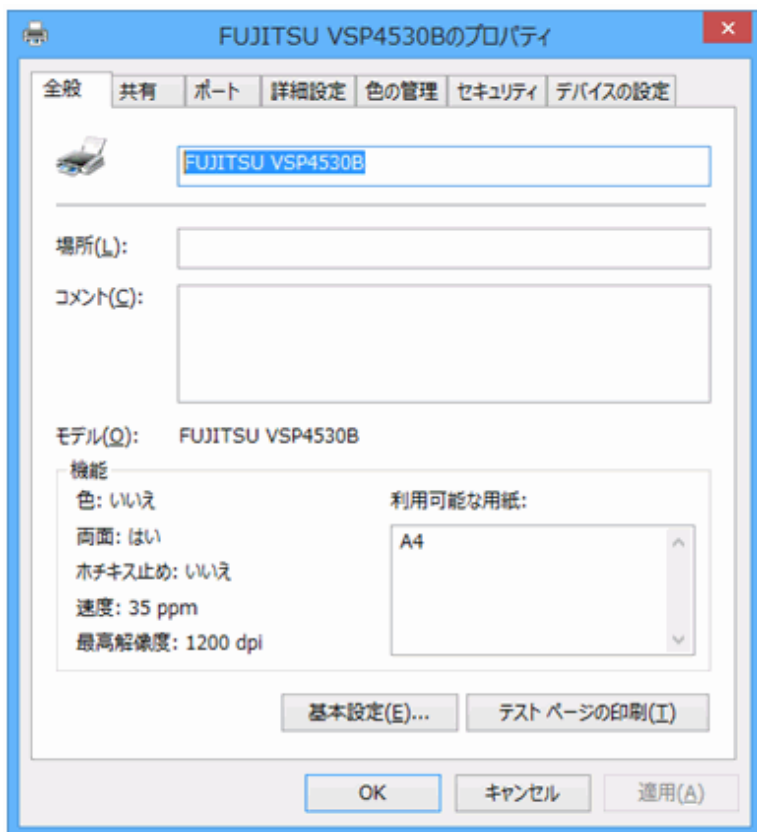 FUJITSU VSP4530Bのプロパティ
全般 共有 ポート 詳細設定 色の管理 セキュリティ デバイスの設定
FUJITSU VSP4530B
場所(L):
コメント(C):
モデル(O): FUJITSU VSP4530B
機能
色: いいえ 利用可能な用紙:
両面: はい A4
ホチキス止め: いいえ
速度: 35 ppm
最高解像度: 1200 dpi
基本設定(E)... テスト ページの印刷(T)
OK キャンセル 適用(A)